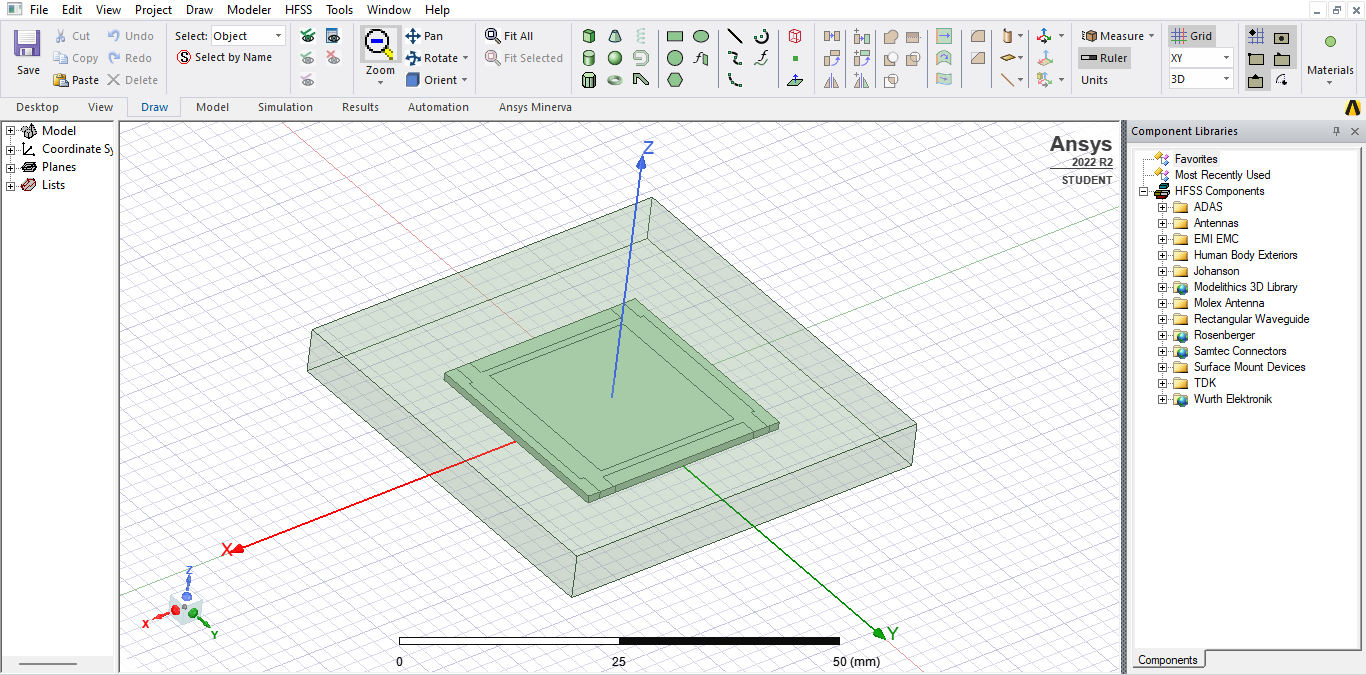 File Edit View Project Draw Modeler HFSS Tools Window Help
Save
Cut
Copy
Paste
Undo
Redo
Delete
Select: Object
Select by Name
Zoom
Pan
Rotate
Orient
Fit All
Fit Selected
Measure
Ruler
Units
Grid
XY
3D
Materials
Desktop View Draw Model Simulation Results Automation Ansys Minerva
Model
Coordinate Sy
Planes
Lists
Ansys
2022 R2
STUDENT
Z
X
Y
Z
X
Y
0 25 50 (mm)
Component Libraries
Favorites
Most Recently Used
HFSS Components
ADAS
Antennas
EMI EMC
Human Body Exteriors
Johanson
Modelithics 3D Library
Molex Antenna
Rectangular Waveguide
Rosenberger
Samtec Connectors
Surface Mount Devices
TDK
Wurth Elektronik
Components